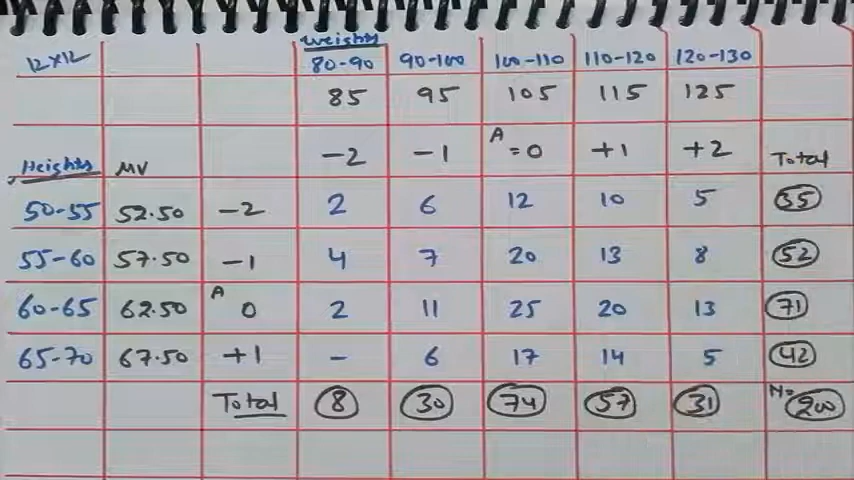 Weights
12×12 80-90 90-100 100-110 110-120 120-130
85 95 105 115 125
Heights MV -2 -1 A =0 +1 +2 Total
50-55 52.50 -2 2 6 12 10 5 35
55-60 57.50 -1 4 7 20 13 8 52
60-65 62.50 A 0 2 11 25 20 13 71
65-70 67.50 +1 - 6 17 14 5 42
Total 8 30 74 57 31 N= 200